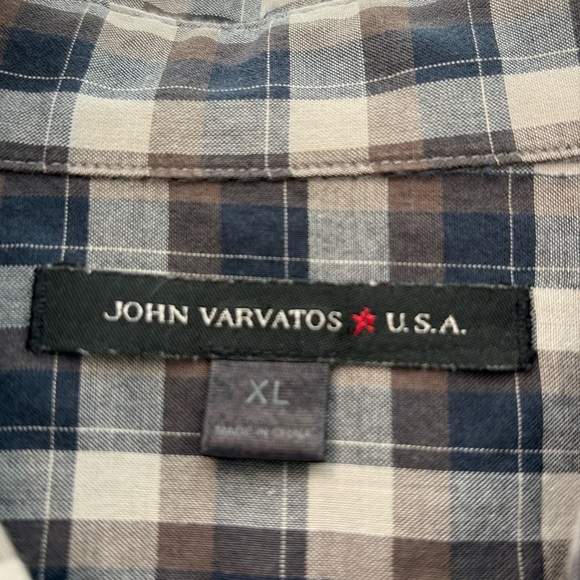 JOHN VARVATOS ★ U.S.A.
XL
MADE IN CHINA